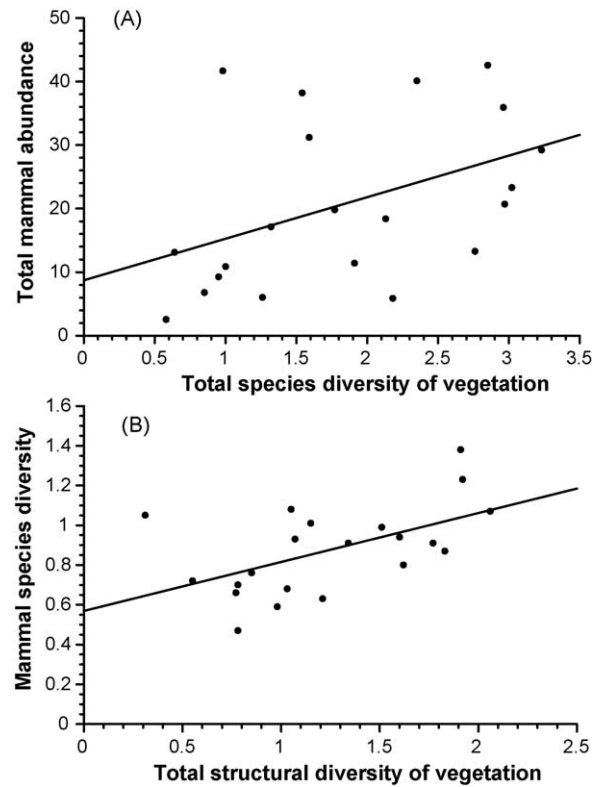 (A)
Total mammal abundance
50
40
30
20
10
0
0 0.5 1 1.5 2 2.5 3 3.5
Total species diversity of vegetation
(B)
Mammal species diversity
1.6
1.4
1.2
1
0.8
0.6
0.4
0.2
0
0 0.5 1 1.5 2 2.5
Total structural diversity of vegetation